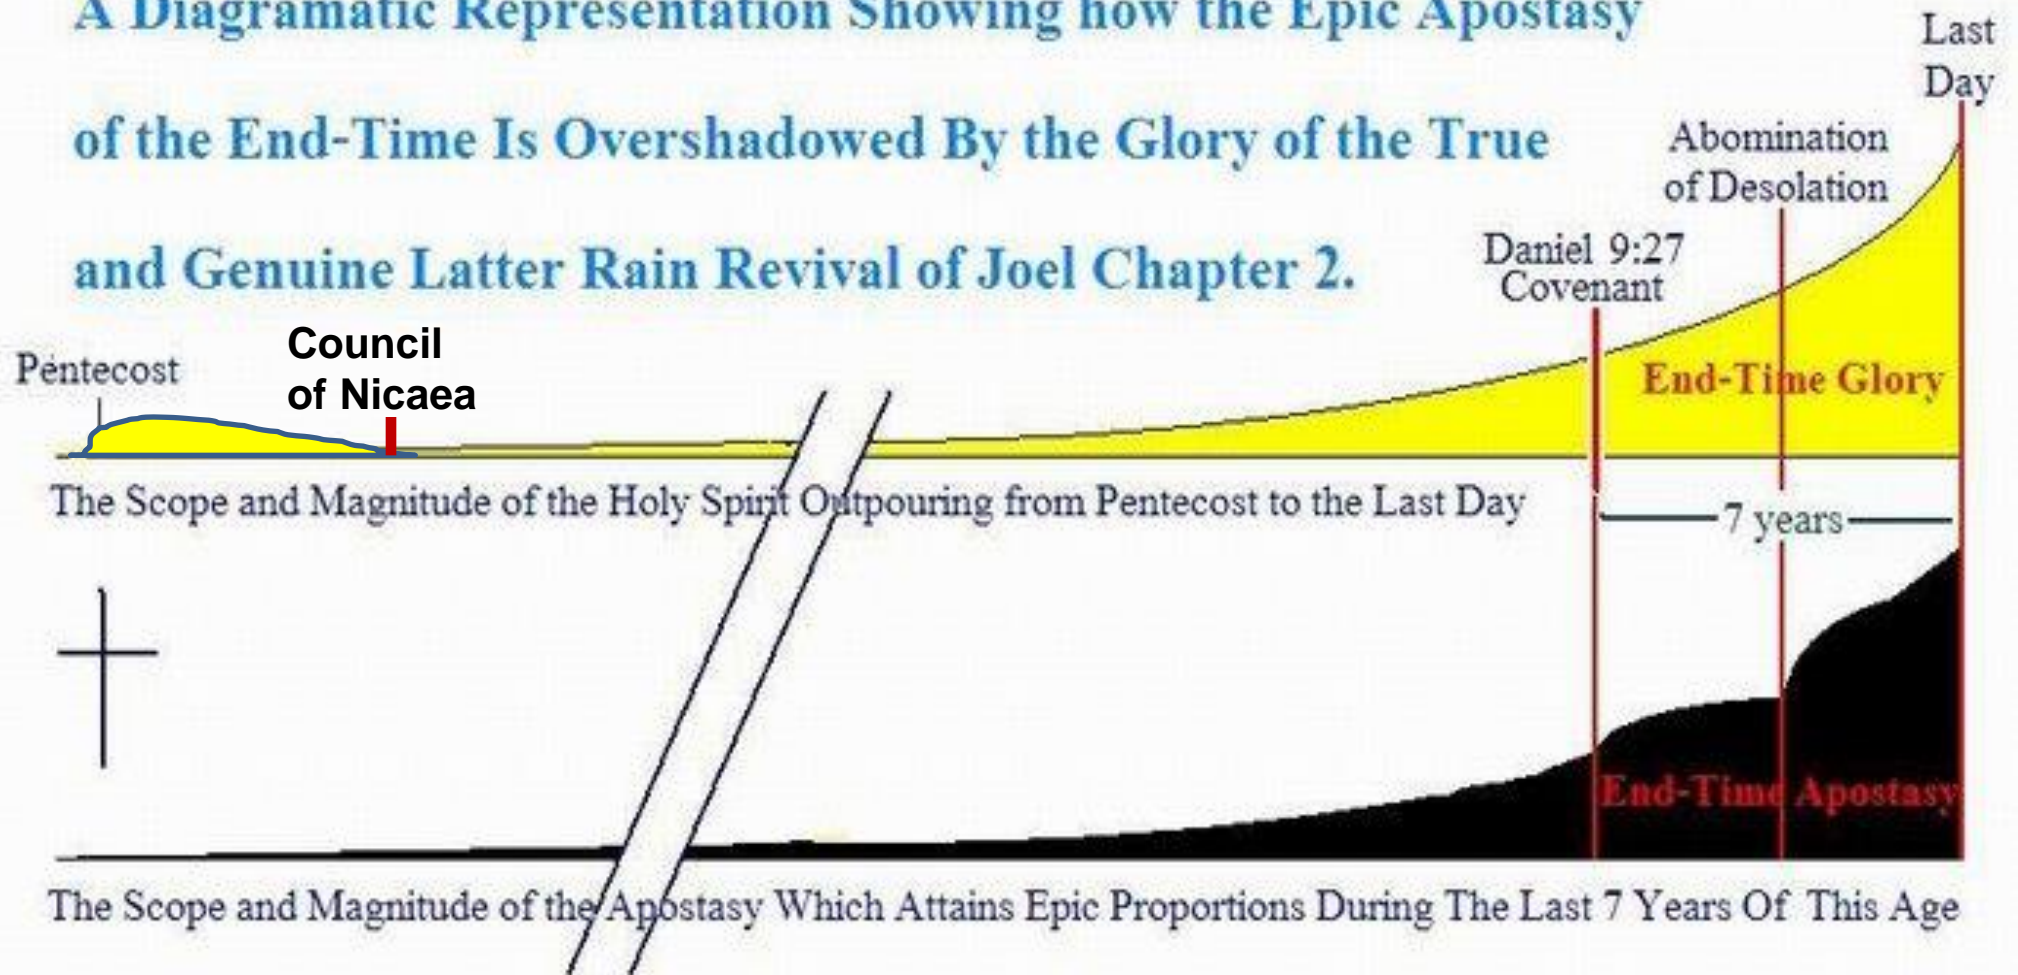 A Diagramatic Representation Showing how the Epic Apostasy
of the End-Time Is Overshadowed By the Glory of the True
and Genuine Latter Rain Revival of Joel Chapter 2.
Last
Day
Abomination
of Desolation
Daniel 9:27
Covenant
Council
of Nicaea
Pentecost
End-Time Glory
The Scope and Magnitude of the Holy Spirit Outpouring from Pentecost to the Last Day
7 years
End-Time Apostasy
The Scope and Magnitude of the Apostasy Which Attains Epic Proportions During The Last 7 Years Of This Age